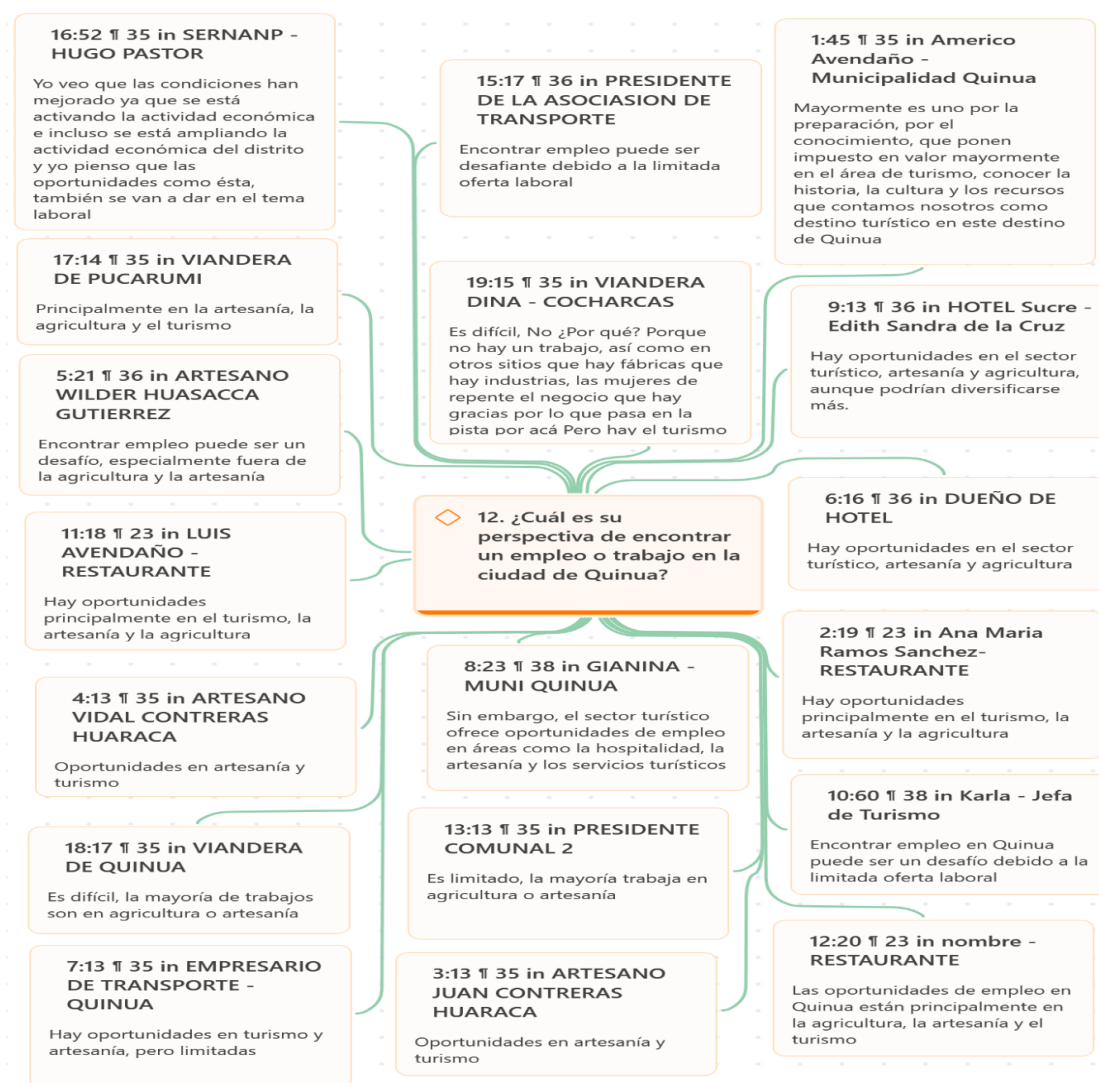 16:52 ¶ 35 in SERNANP -
HUGO PASTOR
Yo veo que las condiciones han
mejorado ya que se está
activando la actividad económica
e incluso se está ampliando la
actividad económica del distrito
y yo pienso que las
oportunidades como ésta,
también se van a dar en el tema
laboral
15:17 ¶ 36 in PRESIDENTE
DE LA ASOCIASION DE
TRANSPORTE
Encontrar empleo puede ser
desafiante debido a la limitada
oferta laboral
1:45 ¶ 35 in Americo
Avendaño -
Municipalidad Quinua
Mayormente es uno por la
preparación, por el
conocimiento, que ponen
impuesto en valor mayormente
en el área de turismo, conocer la
historia, la cultura y los recursos
que contamos nosotros como
destino turístico en este destino
de Quinua
17:14 ¶ 35 in VIANDERA
DE PUCARUMI
Principalmente en la artesanía, la
agricultura y el turismo
19:15 ¶ 35 in VIANDERA
DINA - COCHARCAS
Es difícil, No ¿Por qué? Porque
no hay un trabajo, así como en
otros sitios que hay fábricas que
hay industrias, las mujeres de
repente el negocio que hay
gracias por lo que pasa en la
pista por acá Pero hay el turismo
9:13 ¶ 36 in HOTEL Sucre -
Edith Sandra de la Cruz
Hay oportunidades en el sector
turístico, artesanía y agricultura,
aunque podrían diversificarse
más.
5:21 ¶ 36 in ARTESANO
WILDER HUASACCA
GUTIERREZ
Encontrar empleo puede ser un
desafío, especialmente fuera de
la agricultura y la artesanía
12. ¿Cuál es su
perspectiva de encontrar
un empleo o trabajo en la
ciudad de Quinua?
6:16 ¶ 36 in DUEÑO DE
HOTEL
Hay oportunidades en el sector
turístico, artesanía y agricultura
11:18 ¶ 23 in LUIS
AVENDAÑO -
RESTAURANTE
Hay oportunidades
principalmente en el turismo, la
artesanía y la agricultura
2:19 ¶ 23 in Ana Maria
Ramos Sanchez-
RESTAURANTE
Hay oportunidades
principalmente en el turismo, la
artesanía y la agricultura
4:13 ¶ 35 in ARTESANO
VIDAL CONTRERAS
HUARACA
Oportunidades en artesanía y
turismo
8:23 ¶ 38 in GIANINA -
MUNI QUINUA
Sin embargo, el sector turístico
ofrece oportunidades de empleo
en áreas como la hospitalidad, la
artesanía y los servicios turísticos
10:60 ¶ 38 in Karla - Jefa
de Turismo
Encontrar empleo en Quinua
puede ser un desafío debido a la
limitada oferta laboral
18:17 ¶ 35 in VIANDERA
DE QUINUA
Es difícil, la mayoría de trabajos
son en agricultura o artesanía
13:13 ¶ 35 in PRESIDENTE
COMUNAL 2
Es limitado, la mayoría trabaja en
agricultura o artesanía
12:20 ¶ 23 in nombre -
RESTAURANTE
Las oportunidades de empleo en
Quinua están principalmente en
la agricultura, la artesanía y el
turismo
7:13 ¶ 35 in EMPRESARIO
DE TRANSPORTE -
QUINUA
Hay oportunidades en turismo y
artesanía, pero limitadas
3:13 ¶ 35 in ARTESANO
JUAN CONTRERAS
HUARACA
Oportunidades en artesanía y
turismo